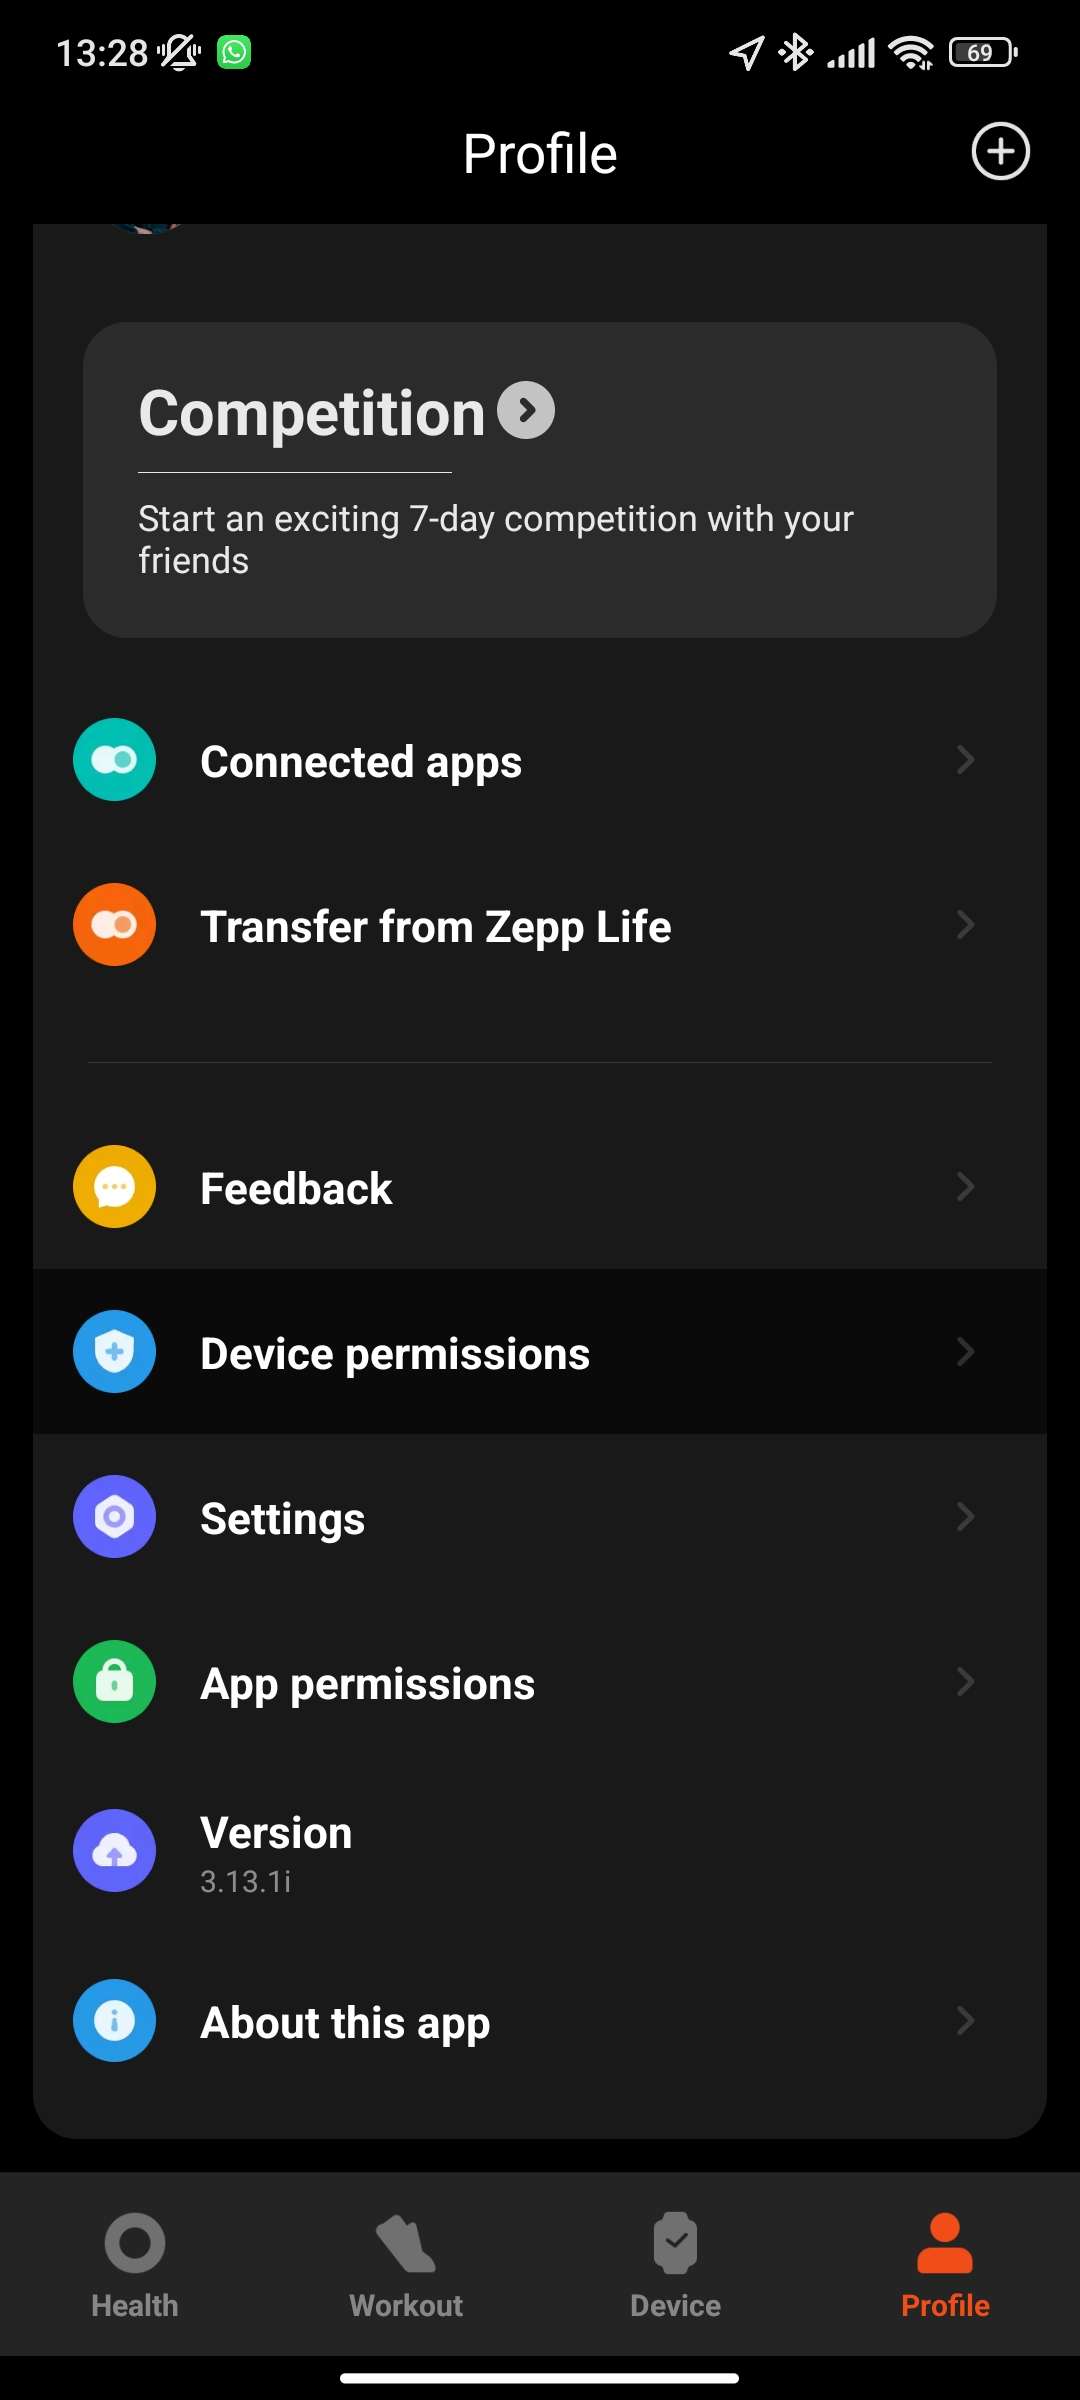 13:28
69
Profile
Competition
Start an exciting 7-day competition with your
friends
Connected apps
Transfer from Zepp Life
Feedback
Device permissions
Settings
App permissions
Version
3.13.1i
About this app
Health
Workout
Device
Profile